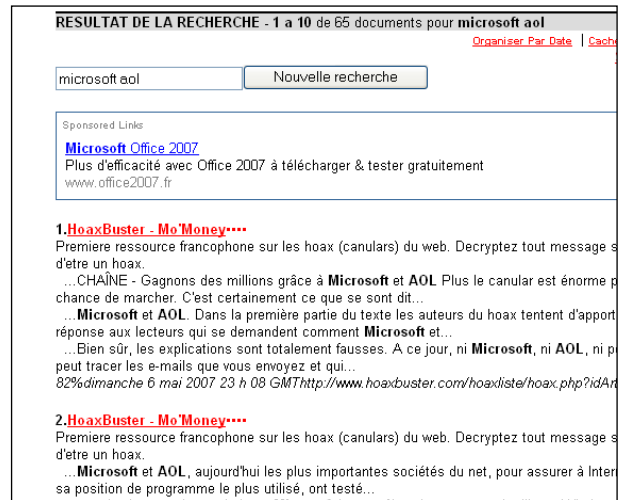 RESULTAT DE LA RECHERCHE - 1 a 10 de 65 documents pour microsoft aol
Organiser Par Date | Cache
microsoft aol
Nouvelle recherche
Sponsored Links
Microsoft Office 2007
Plus d'efficacité avec Office 2007 à télécharger & tester gratuitement
www.office2007.fr
1.HoaxBuster - Mo'Money····
Premiere ressource francophone sur les hoax (canulars) du web. Decryptez tout message s
d'etre un hoax.
...CHAÎNE - Gagnons des millions grâce à Microsoft et AOL Plus le canular est énorme p
chance de marcher. C'est certainement ce que se sont dit...
...Microsoft et AOL. Dans la première partie du texte les auteurs du hoax tentent d'apport
réponse aux lecteurs qui se demandent comment Microsoft et...
...Bien sûr, les explications sont totalement fausses. A ce jour, ni Microsoft, ni AOL, ni p
peut tracer les e-mails que vous envoyez et qui...
82%dimanche 6 mai 2007 23 h 08 GMThttp://www.hoaxbuster.com/hoaxliste/hoax.php?idArt
2.HoaxBuster - Mo'Money····
Premiere ressource francophone sur les hoax (canulars) du web. Decryptez tout message s
d'etre un hoax.
...Microsoft et AOL, aujourd'hui les plus importantes sociétés du net, pour assurer à Inter
sa position de programme le plus utilisé, ont testé...